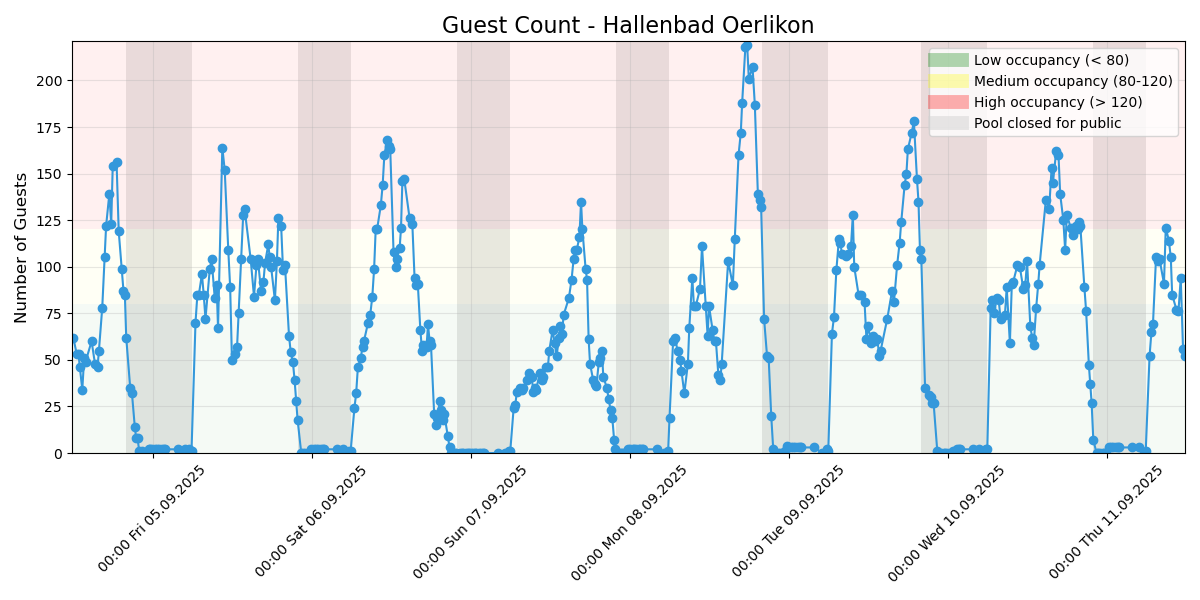 Guest Count - Hallenbad Oerlikon
Number of Guests
200
175
150
125
100
75
50
25
0
Low occupancy (< 80)
Medium occupancy (80-120)
High occupancy (> 120)
Pool closed for public
00:00 Fri 05.09.2025
00:00 Sat 06.09.2025
00:00 Sun 07.09.2025
00:00 Mon 08.09.2025
00:00 Tue 09.09.2025
00:00 Wed 10.09.2025
00:00 Thu 11.09.2025